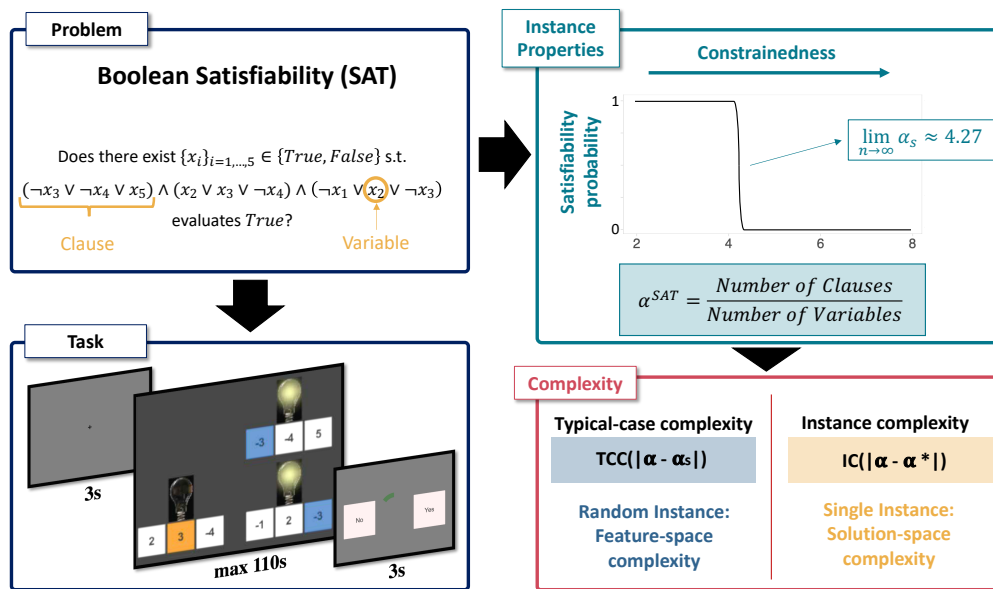 Problem
Boolean Satisfiability (SAT)
Does there exist {x_i}_{i=1,…,5} ∈ {True, False} s.t.
(¬x₃ ∨ ¬x₄ ∨ x₅) ∧ (x₂ ∨ x₃ ∨ ¬x₄) ∧ (¬x₁ ∨ x₂ ∨ ¬x₃)
evaluates True?
Clause
Variable
Instance
Properties
Constrainedness
Satisfiability
probability
1
0
2
4
6
8
lim α_s ≈ 4.27
n→∞
α^{SAT} = Number of Clauses / Number of Variables
Task
3s
-3 -4 5
2 3 -4
-1 2 -3
max 110s
No
Yes
3s
Complexity
Typical-case complexity
TCC(|α - αs|)
Random Instance:
Feature-space
complexity
Instance complexity
IC(|α - α*|)
Single Instance:
Solution-space
complexity